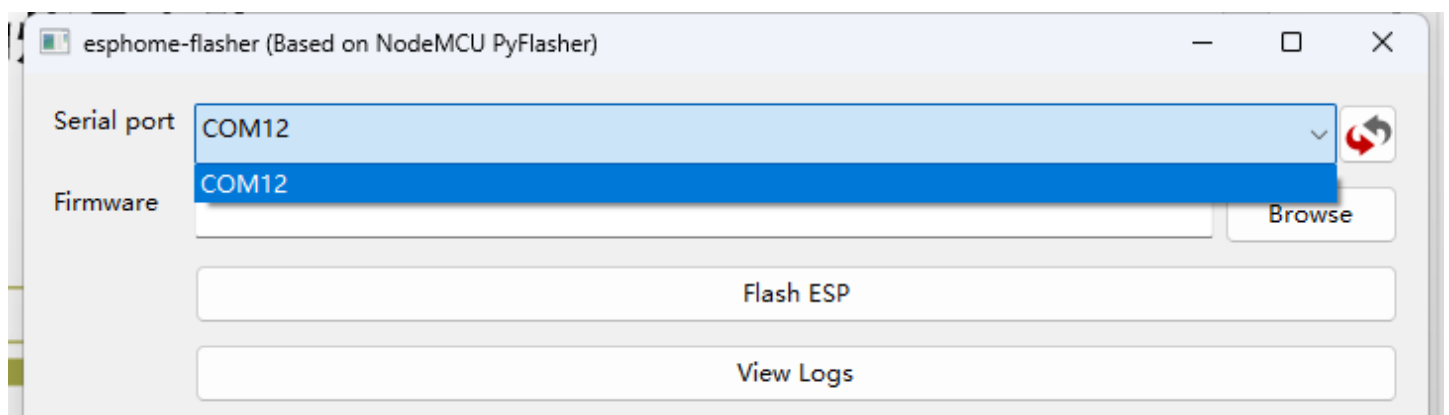 esphome-flasher (Based on NodeMCU PyFlasher)
Serial port COM12
COM12
Firmware Browse
Flash ESP
View Logs